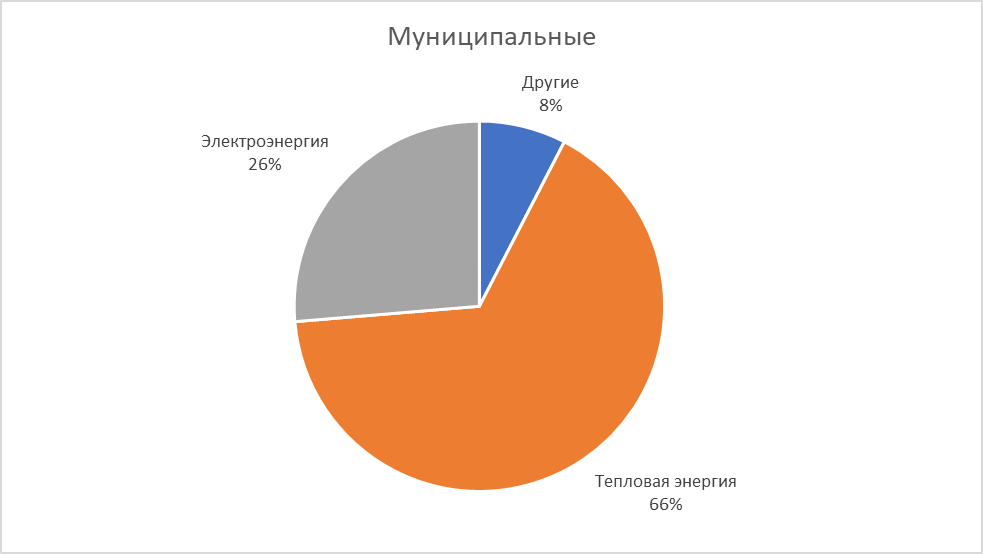 Муниципальные
Другие
8%
Электроэнергия
26%
Тепловая энергия
66%